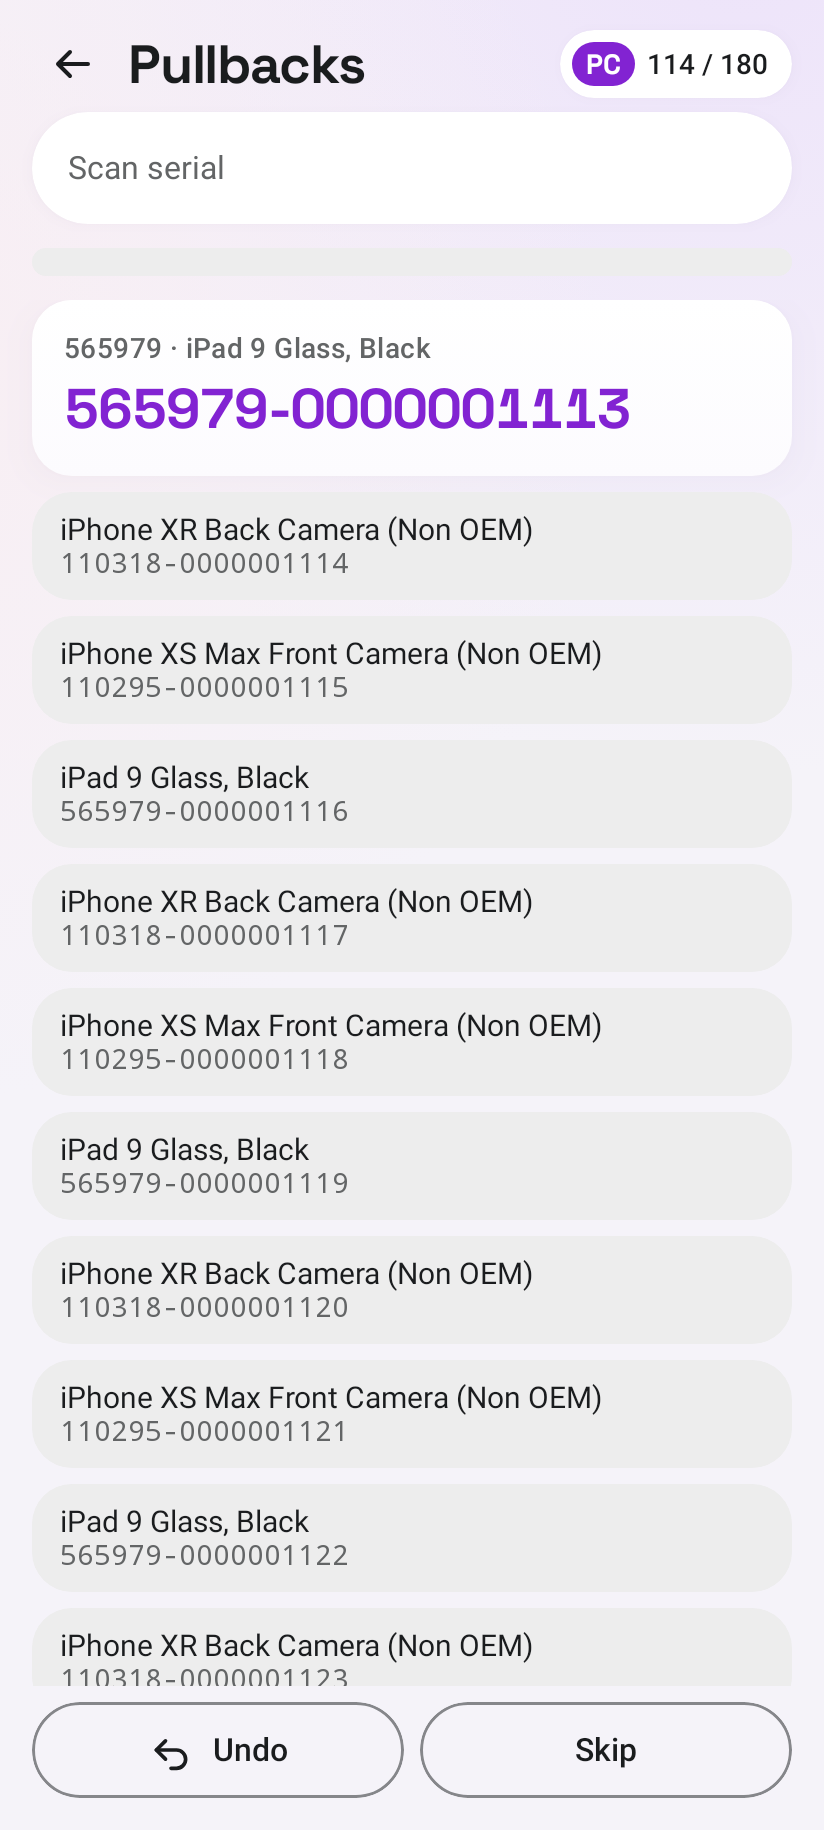 Pullbacks
PC 114 / 180
Scan serial
565979 · iPad 9 Glass, Black
565979-0000001113
iPhone XR Back Camera (Non OEM)
110318-0000001114
iPhone XS Max Front Camera (Non OEM)
110295-0000001115
iPad 9 Glass, Black
565979-0000001116
iPhone XR Back Camera (Non OEM)
110318-0000001117
iPhone XS Max Front Camera (Non OEM)
110295-0000001118
iPad 9 Glass, Black
565979-0000001119
iPhone XR Back Camera (Non OEM)
110318-0000001120
iPhone XS Max Front Camera (Non OEM)
110295-0000001121
iPad 9 Glass, Black
565979-0000001122
iPhone XR Back Camera (Non OEM)
110318-0000001123
Undo
Skip